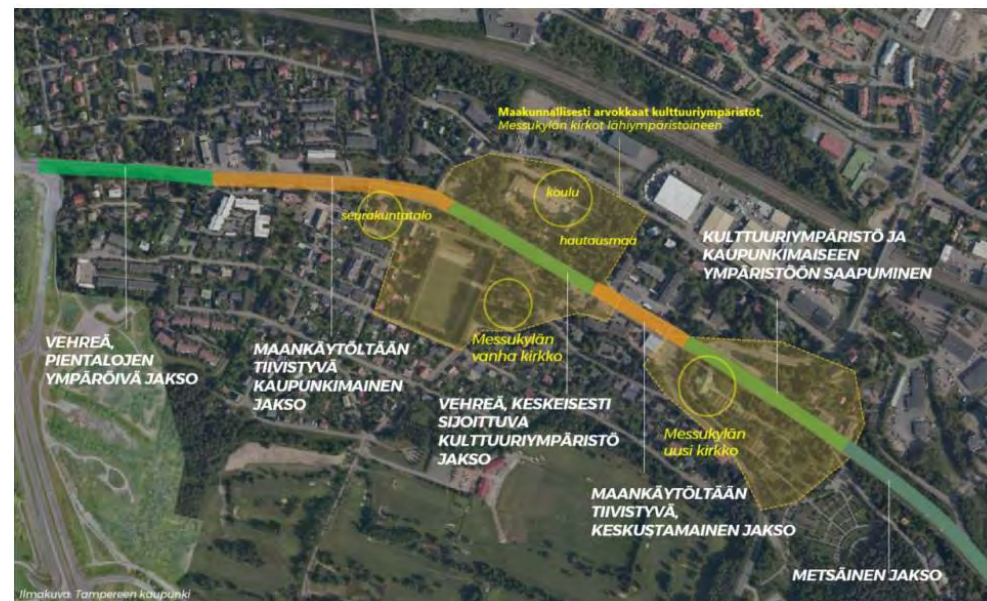 Maakunnallisesti arvokkaat kulttuuriympäristöt,
Messukylän kirkot lähiympäristöineen
koulu
seurakuntatalo
hautausmaa
KULTTUURIYMPÄRISTÖ JA
KAUPUNKIMAISEEN
YMPÄRISTÖÖN SAAPUMINEN
Messukylän
vanha kirkko
VEHREÄ,
PIENTALOJEN
YMPÄRÖIVÄ JAKSO
MAANKÄYTÖLTÄÄN
TIIVISTYVÄ
KAUPUNKIMAINEN
JAKSO
VEHREÄ, KESKEISESTI
SIJOITTUVA
KULTTUURIYMPÄRISTÖ
JAKSO
Messukylän
uusi kirkko
MAANKÄYTÖLTÄÄN
TIIVISTYVÄ,
KESKUSTAMAINEN JAKSO
METSÄINEN JAKSO
Ilmakuva: Tampereen kaupunki